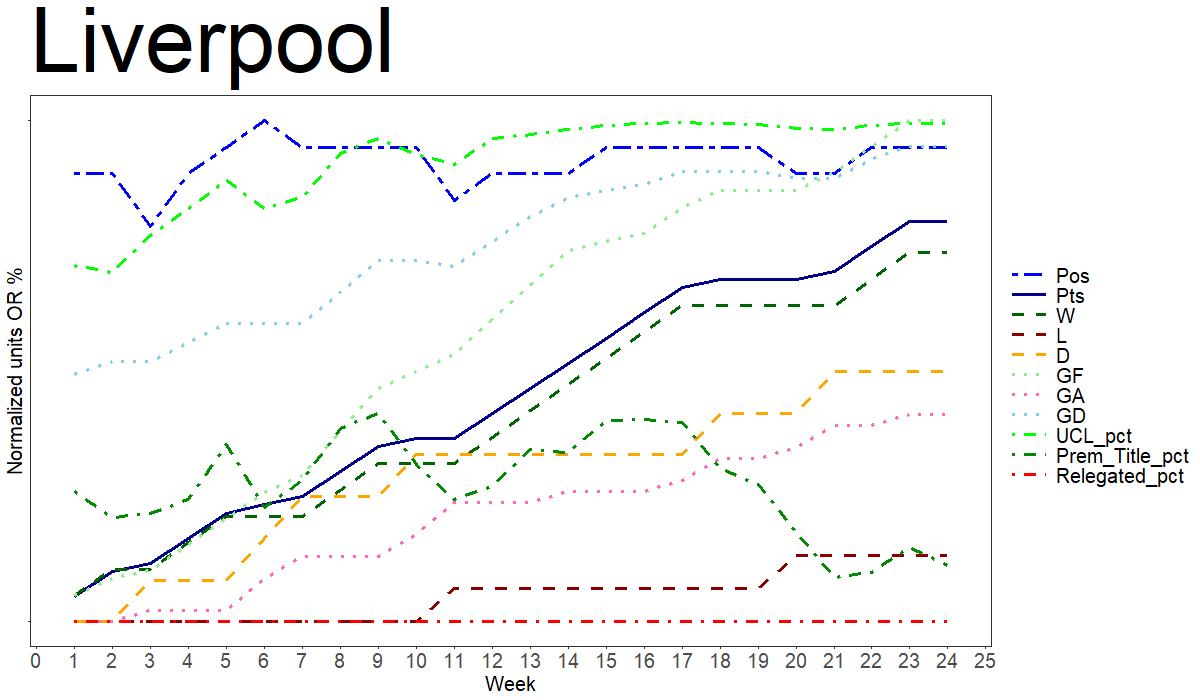 Liverpool
Normalized units OR %
0 1 2 3 4 5 6 7 8 9 10 11 12 13 14 15 16 17 18 19 20 21 22 23 24 25
Week
Pos
Pts
W
L
D
GF
GA
GD
UCL_pct
Prem_Title_pct
Relegated_pct